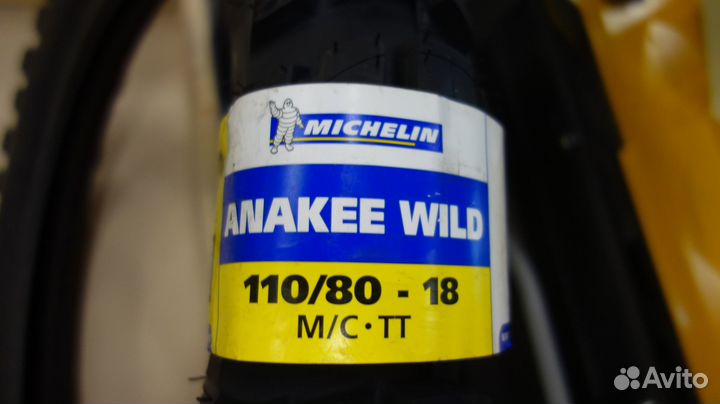 MICHELIN
ANAKEE WILD
110/80 - 18
M/C·TT
Avito